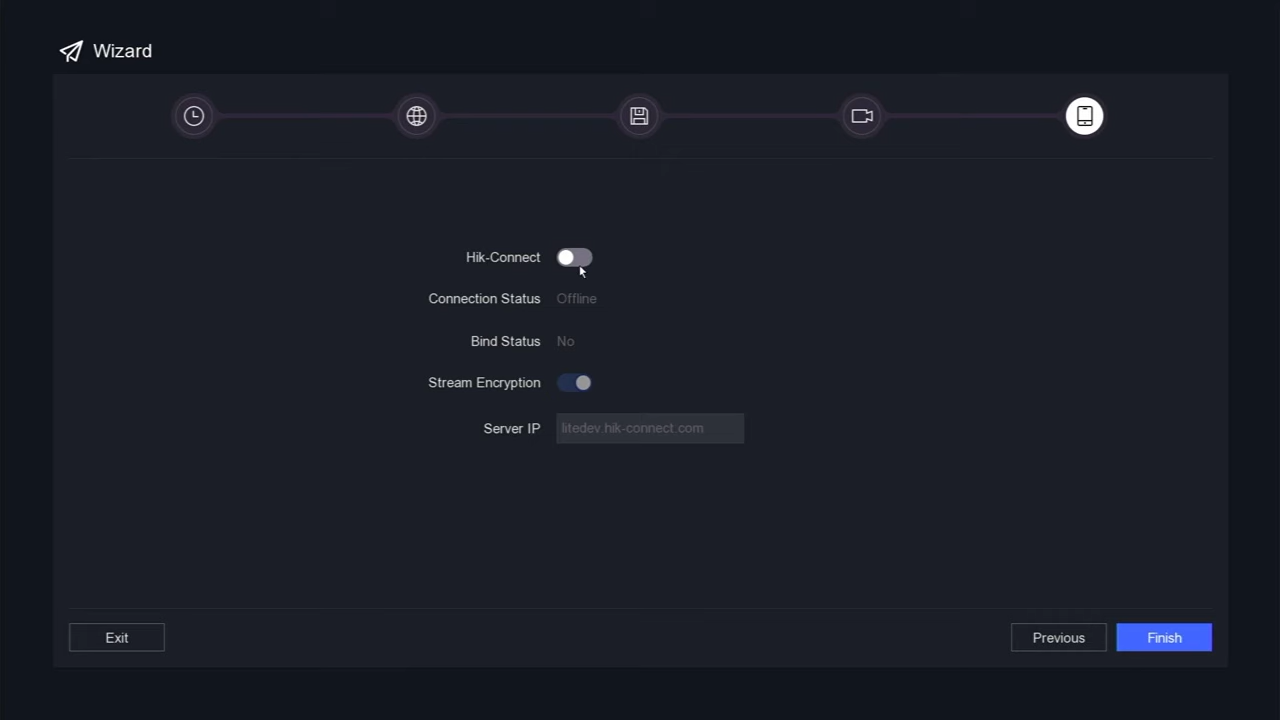 Wizard
Hik-Connect
Connection Status Offline
Bind Status No
Stream Encryption
Server IP litedev.hik-connect.com
Exit Previous Finish